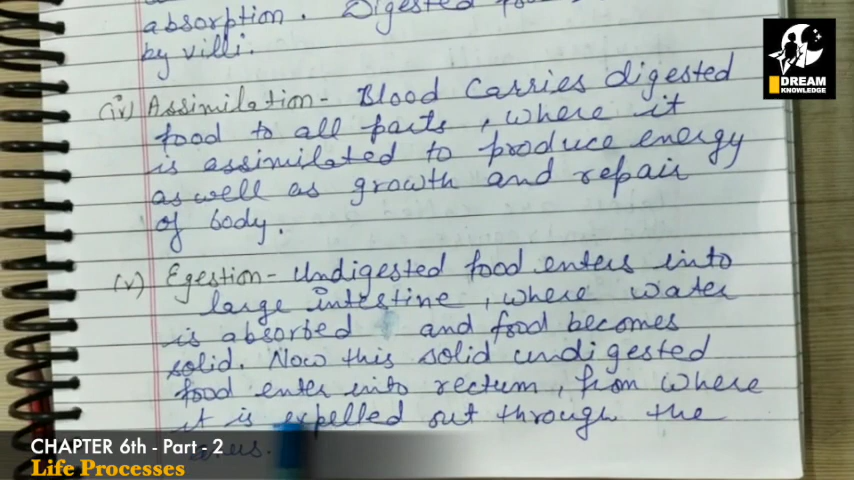 absorption. Digested food
by villi.
(iv) Assimilation - Blood Carries digested
food to all parts, where it
is assimilated to produce energy
as well as growth and repair
of body.
(v) Egestion - Undigested food enters into
large intestine, where water
is absorbed and food becomes
solid. Now this solid undigested
food enter into rectum, from where
it is expelled out through the
DREAM
KNOWLEDGE
CHAPTER 6th - Part - 2
Life Processes